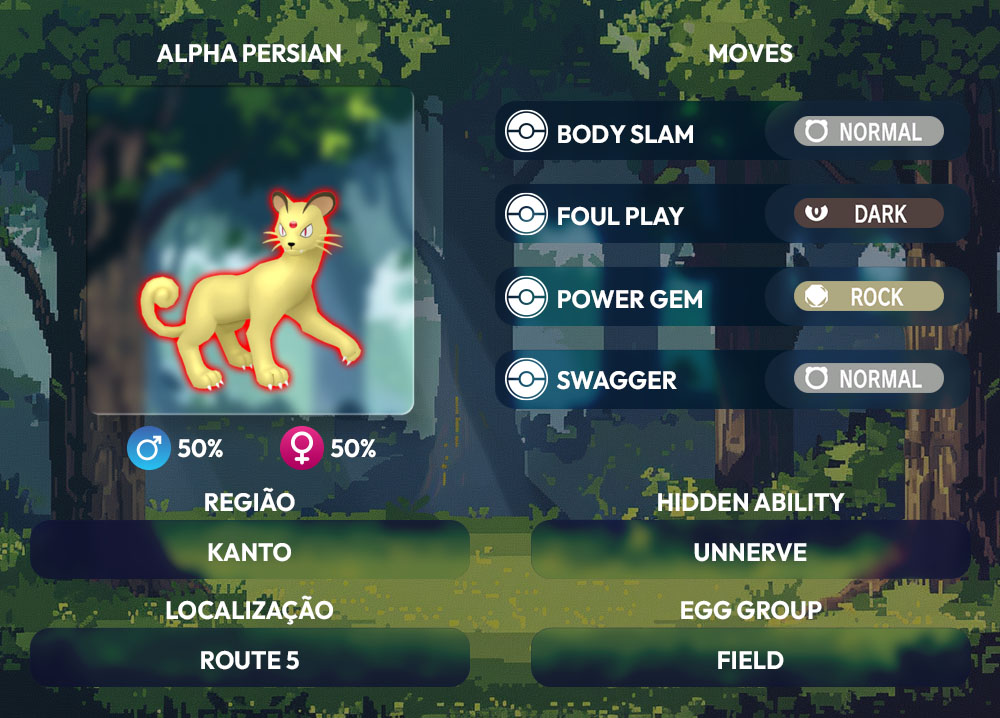 ALPHA PERSIAN
50%
50%
REGIÃO
KANTO
LOCALIZAÇÃO
ROUTE 5
MOVES
BODY SLAM
NORMAL
FOUL PLAY
DARK
POWER GEM
ROCK
SWAGGER
NORMAL
HIDDEN ABILITY
UNNERVE
EGG GROUP
FIELD